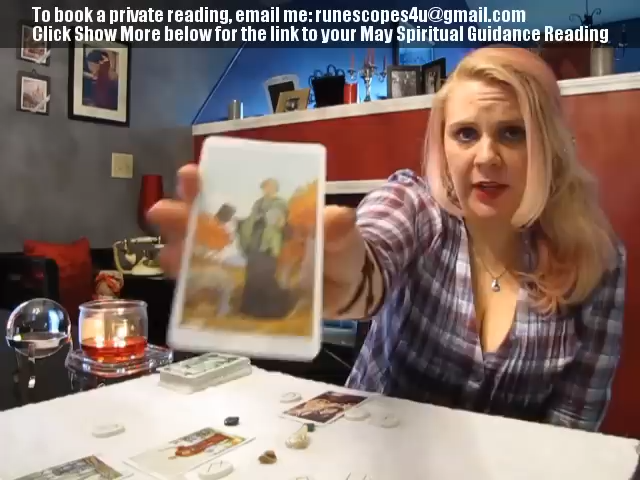 To book a private reading, email me: runescopes4u@gmail.com
Click Show More below for the link to your May Spiritual Guidance Reading